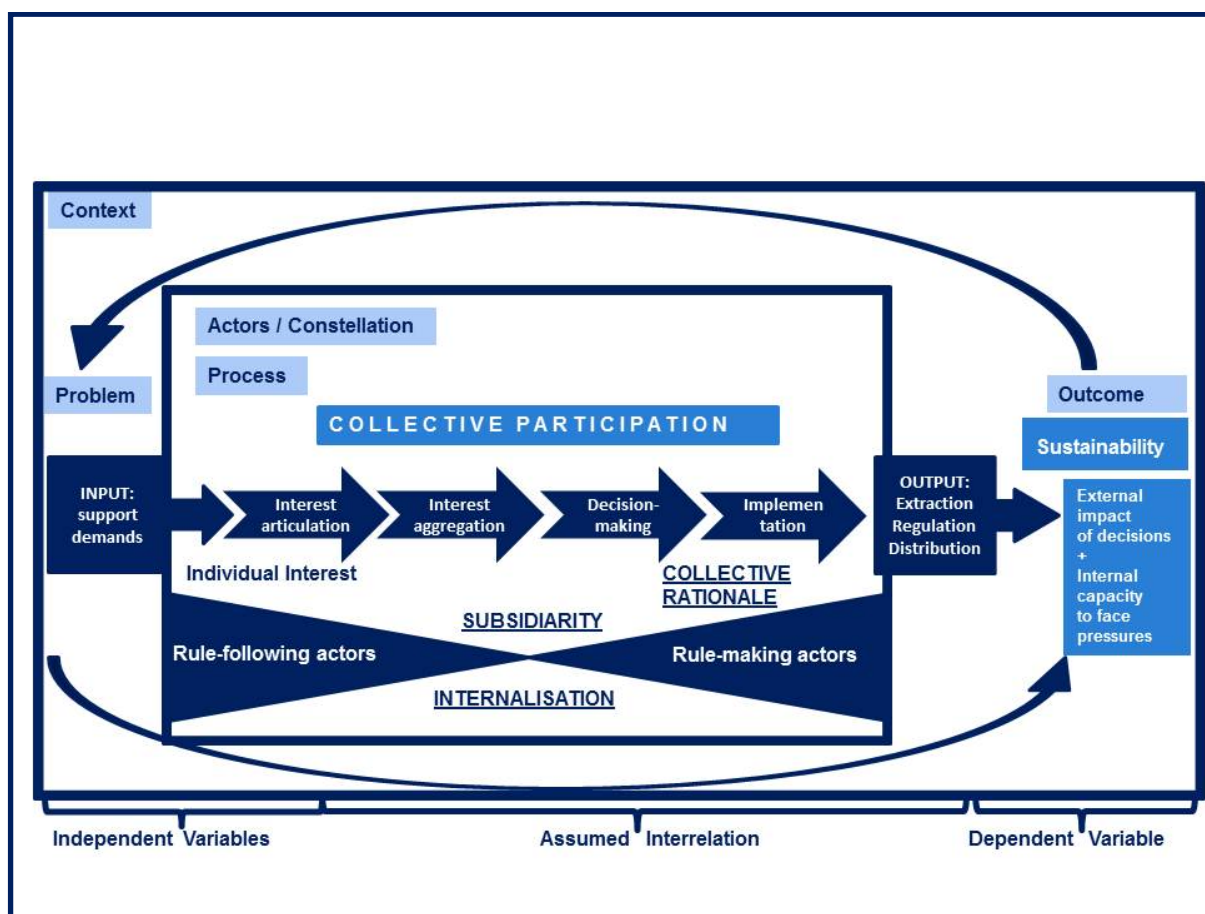 Context
Actors / Constellation
Process
Problem
Outcome
COLLECTIVE PARTICIPATION
Sustainability
INPUT:
support
demands
Interest
articulation
Interest
aggregation
Decision-
making
Implemen
tation
OUTPUT:
Extraction
Regulation
Distribution
External
impact
of decisions
+
Internal
capacity
to face
pressures
Individual Interest
COLLECTIVE
RATIONALE
SUBSIDIARITY
Rule-following actors
Rule-making actors
INTERNALISATION
Independent Variables
Assumed Interrelation
Dependent Variable